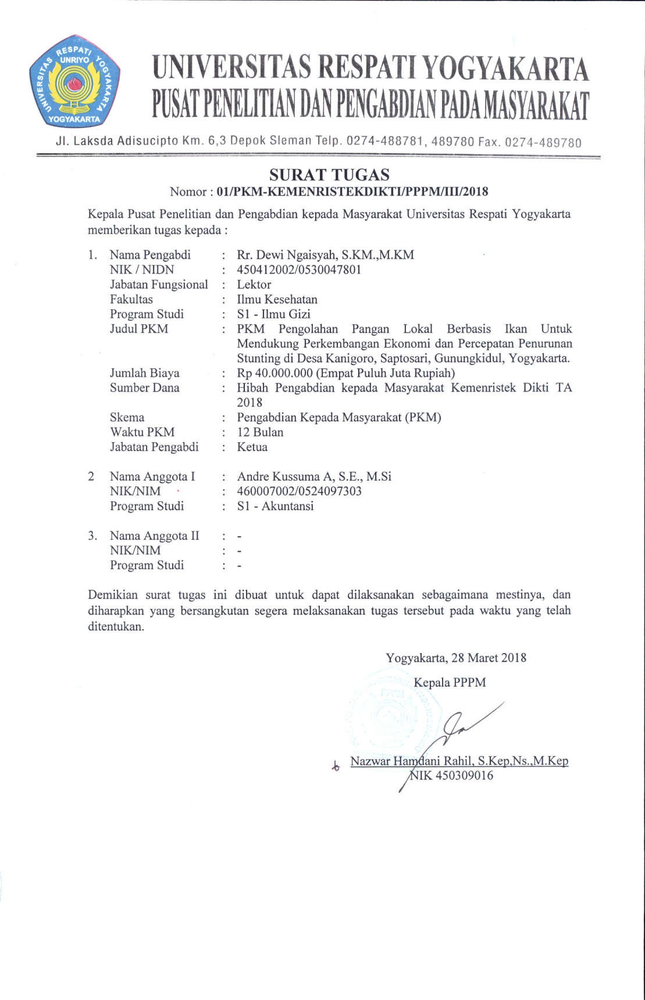 UNIVERSITAS RESPATI YOGYAKARTA
UNRIYO
YOGYAKARTA
UNIVERSITAS RESPATI YOGYAKARTA
PUSAT PENELITIAN DAN PENGABDIAN PADA MASYARAKAT
Jl. Laksda Adisucipto Km. 6,3 Depok Sleman Telp. 0274-488781, 489780 Fax. 0274-489780
SURAT TUGAS
Nomor : 01/PKM-KEMENRISTEKDIKTI/PPPM/III/2018
Kepala Pusat Penelitian dan Pengabdian kepada Masyarakat Universitas Respati Yogyakarta
memberikan tugas kepada :
1. Nama Pengabdi : Rr. Dewi Ngaisyah, S.KM.,M.KM
NIK / NIDN : 450412002/0530047801
Jabatan Fungsional : Lektor
Fakultas : Ilmu Kesehatan
Program Studi : S1 - Ilmu Gizi
Judul PKM : PKM Pengolahan Pangan Lokal Berbasis Ikan Untuk
Mendukung Perkembangan Ekonomi dan Percepatan Penurunan
Stunting di Desa Kanigoro, Saptosari, Gunungkidul, Yogyakarta.
Jumlah Biaya : Rp 40.000.000 (Empat Puluh Juta Rupiah)
Sumber Dana : Hibah Pengabdian kepada Masyarakat Kemenristek Dikti TA
2018
Skema : Pengabdian Kepada Masyarakat (PKM)
Waktu PKM : 12 Bulan
Jabatan Pengabdi : Ketua
2 Nama Anggota I : Andre Kussuma A, S.E., M.Si
NIK/NIM : 460007002/0524097303
Program Studi : S1 - Akuntansi
3. Nama Anggota II : -
NIK/NIM : -
Program Studi : -
Demikian surat tugas ini dibuat untuk dapat dilaksanakan sebagaimana mestinya, dan
diharapkan yang bersangkutan segera melaksanakan tugas tersebut pada waktu yang telah
ditentukan.
Yogyakarta, 28 Maret 2018
Kepala PPPM
PPPM
Nazwar Hamdani Rahil, S.Kep,Ns.,M.Kep
NIK 450309016